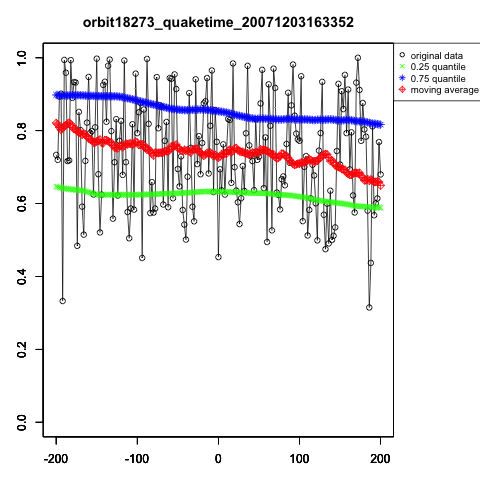 orbit18273_quaketime_20071203163352
original data
0.25 quantile
0.75 quantile
moving average
1.0
0.8
0.6
0.4
0.2
0.0
-200 -100 0 100 200